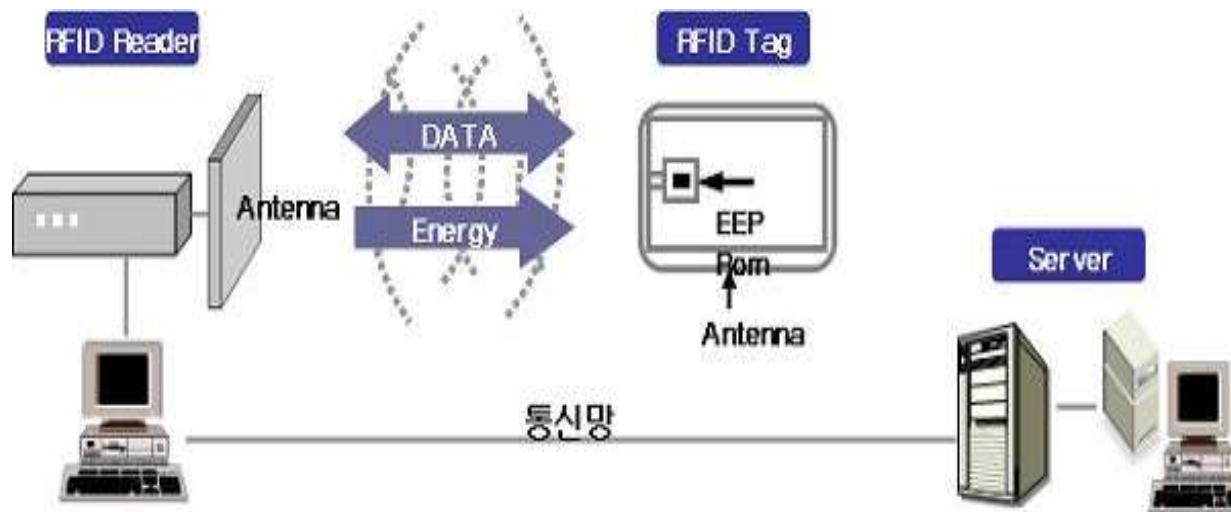 RFID Reader
RFID Tag
DATA
Antenna
Energy
EEP
Rom
Server
Antenna
통신망